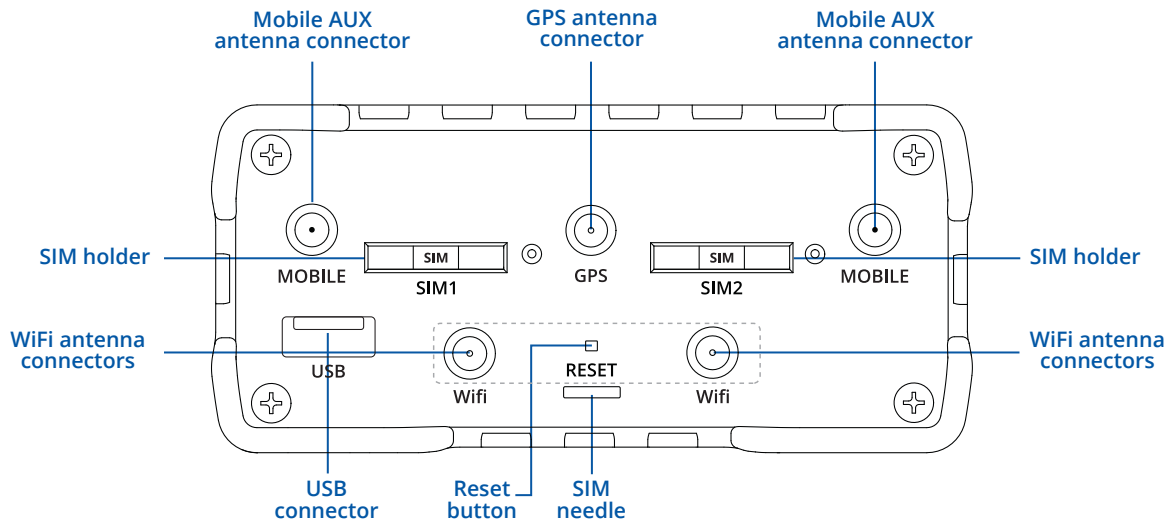 Mobile AUX
antenna connector
GPS antenna
connector
Mobile AUX
antenna connector
SIM holder
MOBILE
SIM
SIM1
GPS
SIM
SIM2
MOBILE
SIM holder
WiFi antenna
connectors
USB
Wifi
RESET
Wifi
WiFi antenna
connectors
USB
connector
Reset
button
SIM
needle